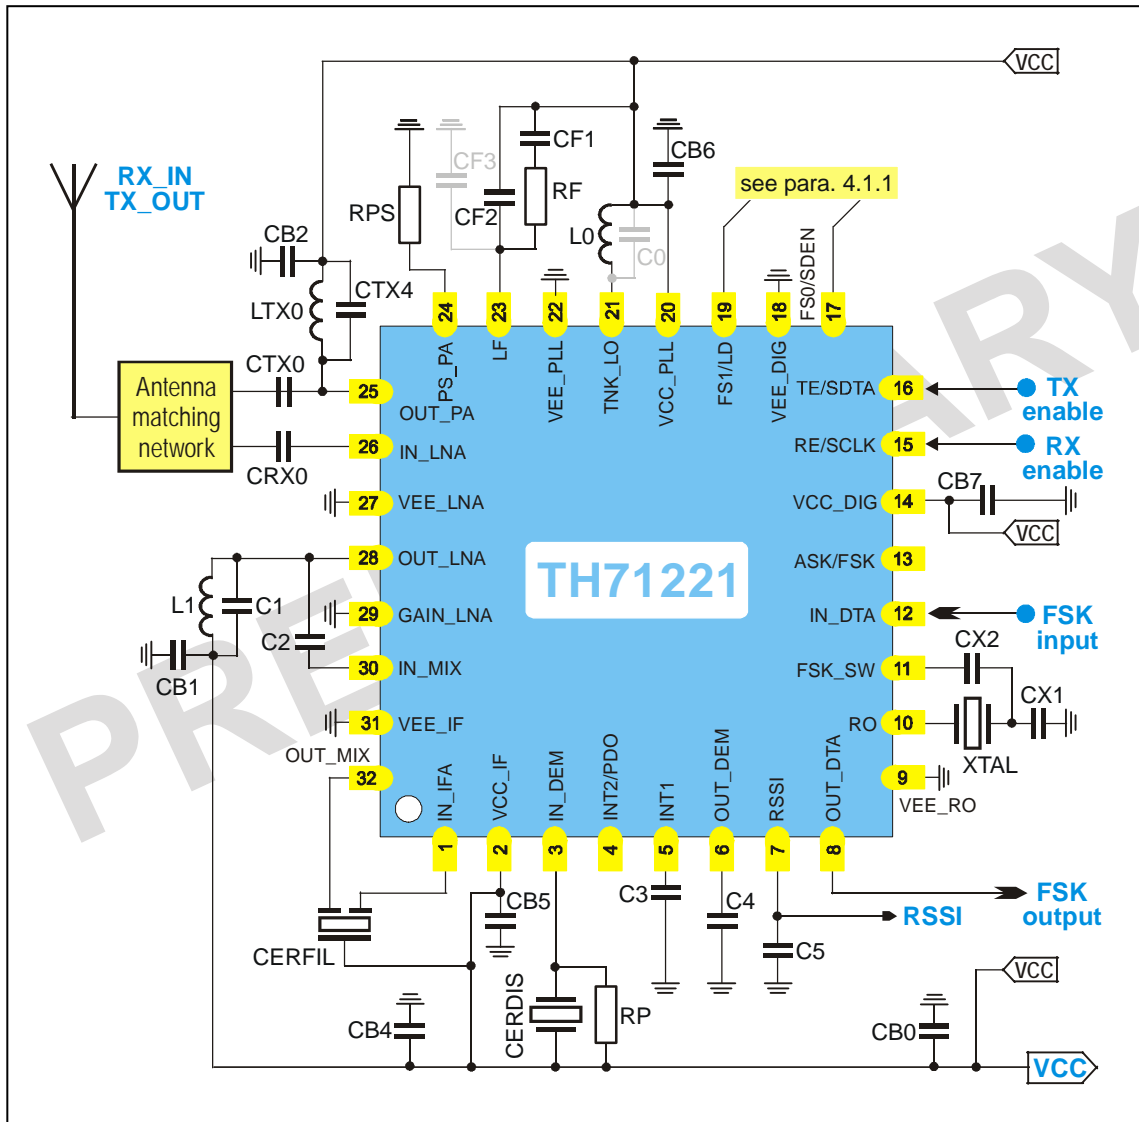 VCC
CF1
CF3
CB6
RX_IN
TX_OUT
see para. 4.1.1
RPS
CF2
RF
CB2
L0
C0
FS0/SDEN
LTX0
CTX4
24
23
22
21
20
19
18
17
PS_PA
LF
VEE_PLL
TNK_LO
VCC_PLL
FS1/LD
VEE_DIG
Antenna
matching
network
CTX0
25
OUT_PA
TE/SDTA
16
TX
enable
CRX0
26
IN_LNA
RE/SCLK
15
RX
enable
27
VEE_LNA
VCC_DIG
14
CB7
VCC
28
OUT_LNA
ASK/FSK
13
TH71221
L1
C1
29
GAIN_LNA
IN_DTA
12
FSK
input
C2
CB1
30
IN_MIX
FSK_SW
11
CX2
31
VEE_IF
RO
10
CX1
XTAL
OUT_MIX
32
9
VEE_RO
IN_IFA
VCC_IF
IN_DEM
INT2/PDO
INT1
OUT_DEM
RSSI
OUT_DTA
1
2
3
4
5
6
7
8
CERFIL
CB5
C3
C4
C5
RSSI
FSK
output
CB4
CERDIS
RP
CB0
VCC
VCC
PRELIMINARY